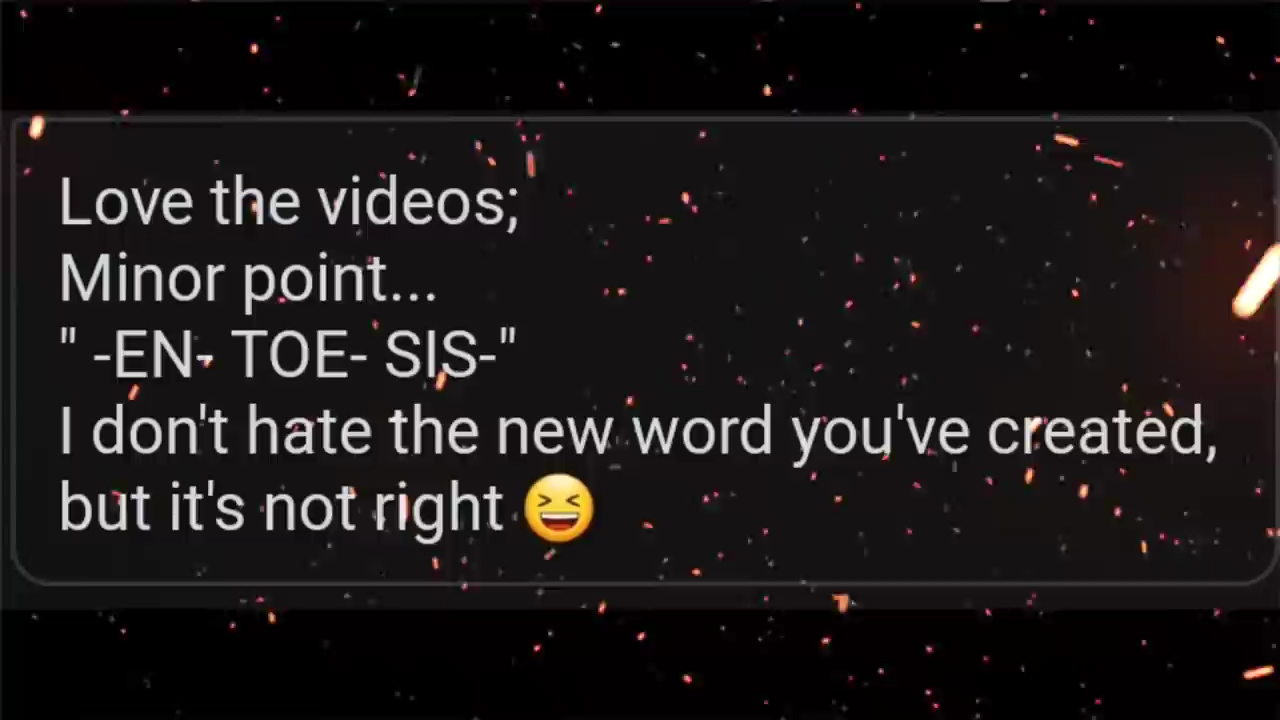 Love the videos;
Minor point...
" -EN- TOE- SIS-"
I don't hate the new word you've created,
but it's not right 😆